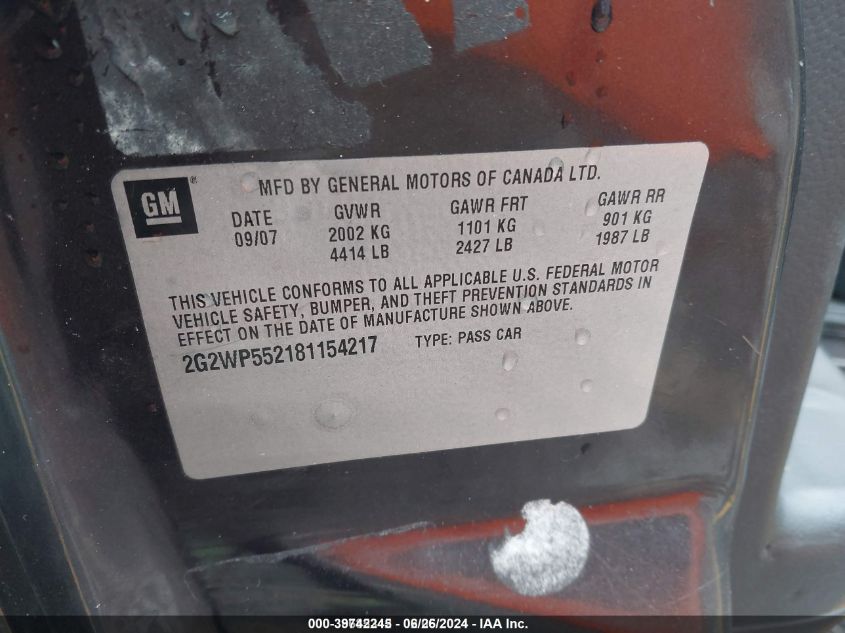 GM ® MFD BY GENERAL MOTORS OF CANADA LTD.
DATE GVWR GAWR FRT GAWR RR
09/07 2002 KG 1101 KG 901 KG
4414 LB 2427 LB 1987 LB
THIS VEHICLE CONFORMS TO ALL APPLICABLE U.S. FEDERAL MOTOR
VEHICLE SAFETY, BUMPER, AND THEFT PREVENTION STANDARDS IN
EFFECT ON THE DATE OF MANUFACTURE SHOWN ABOVE.
2G2WP552181154217 TYPE: PASS CAR
06/26/2024 - IAA Inc.